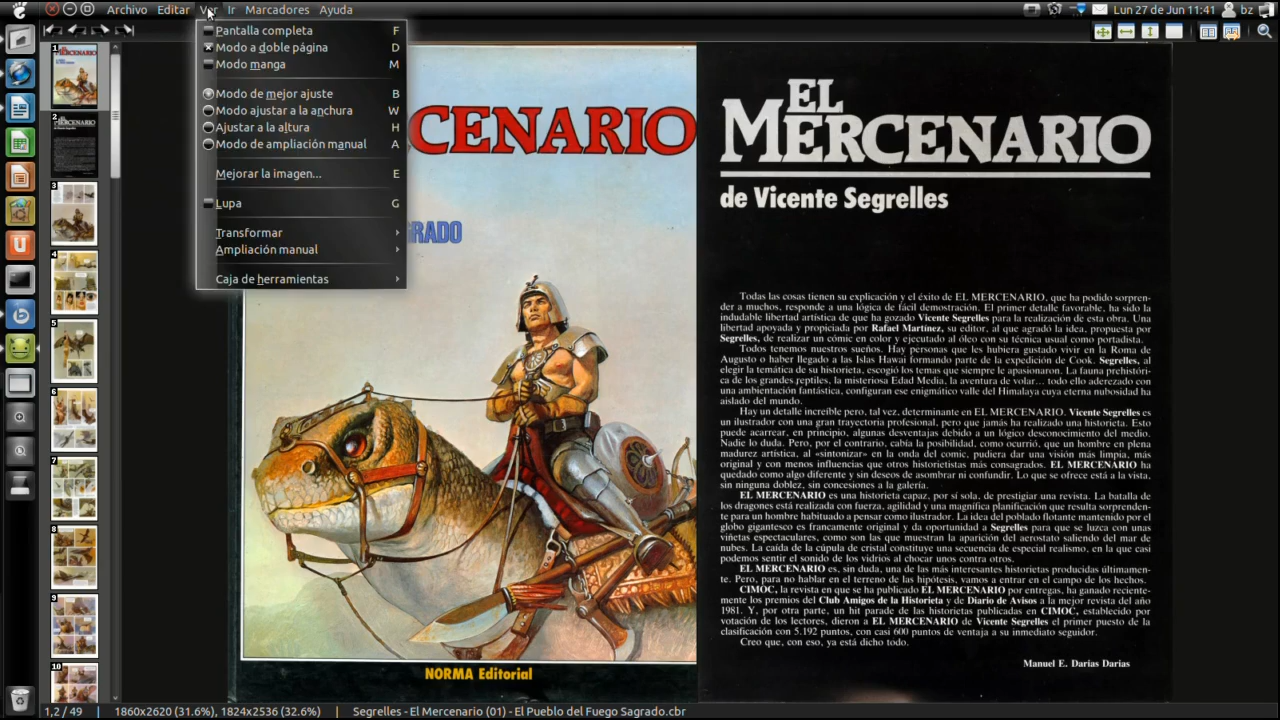 Archivo Editar Ver Ir Marcadores Ayuda
Lun 27 de Jun 11:41 bz
Pantalla completa F
Modo a doble página D
Modo manga M
Modo de mejor ajuste B
Modo ajustar a la anchura W
Ajustar a la altura H
Modo de ampliación manual A
Mejorar la imagen... E
Lupa G
Transformar
Ampliación manual
Caja de herramientas
1
2
3
4
5
6
7
8
9
10
CENARIO
GRADO
NORMA Editorial
EL
MERCENARIO
de Vicente Segrelles
Todas las cosas tienen su explicación y el éxito de EL MERCENARIO, que ha podido sorpren-
der a muchos, responde a una lógica de fácil demostración. El primer detalle favorable, ha sido la
indudable libertad artística de que ha gozado Vicente Segrelles para la realización de esta obra. Una
libertad apoyada y propiciada por Rafael Martínez, su editor, al que agradó la idea, propuesta por
Segrelles, de realizar un cómic en color y ejecutado al óleo con su técnica usual como portadista.
Todos tenemos nuestros sueños. Hay personas que les hubiera gustado vivir en la Roma de
Augusto o haber llegado a las Islas Hawai formando parte de la expedición de Cook. Segrelles, al
elegir la temática de su historieta, escogió los temas que siempre le apasionaron. La fauna prehistóri-
ca de los grandes reptiles, la misteriosa Edad Media, la aventura de volar... todo ello aderezado con
una ambientación fantástica, configuran ese enigmático valle del Himalaya cuya eterna nubosidad ha
aislado del mundo.
Hay un detalle increíble pero, tal vez, determinante en EL MERCENARIO. Vicente Segrelles es
un ilustrador con una gran trayectoria profesional, pero que jamás ha realizado una historieta. Esto
puede acarrear, en principio, algunas desventajas debido a un lógico desconocimiento del medio.
Nadie lo duda. Pero, por el contrario, cabía la posibilidad, como ocurrió, que un hombre en plena
madurez artística, al «sintonizar» en la onda del comic, pudiera dar una visión más limpia, más
original y con menos influencias que otros historietistas más consagrados. EL MERCENARIO ha
quedado como algo diferente y sin deseos de asombrar ni confundir. Lo que se ofrece está a la vista,
sin ninguna doblez, sin concesiones a la galería.
EL MERCENARIO es una historieta capaz, por sí sola, de prestigiar una revista. La batalla de
los dragones está realizada con fuerza, agilidad y una magnífica planificación que resulta sorprenden-
te para un hombre habituado a pensar como ilustrador. La idea del poblado flotante mantenido por el
globo gigantesco es francamente original y da oportunidad a Segrelles para que se luzca con unas
viñetas espectaculares, como son las que muestran la aparición del aerostato saliendo del mar de
nubes. La caída de la cúpula de cristal constituye una secuencia de especial realismo, en la que casi
podemos sentir el sonido de los vidrios al chocar unos contra otros.
EL MERCENARIO es, sin duda, una de las más interesantes historietas producidas últimamen-
te. Pero, para no hablar en el terreno de las hipótesis, vamos a entrar en el campo de los hechos.
CIMOC, la revista en que se ha publicado EL MERCENARIO por entregas, ha ganado reciente-
mente los premios del Club Amigos de la Historieta y de Diario de Avisos a la mejor revista del año
1981. Y, por otra parte, un hit parade de las historietas publicadas en CIMOC, establecido por
votación de los lectores, dieron a EL MERCENARIO de Vicente Segrelles el primer puesto de la
clasificación con 5.192 puntos, con casi 600 puntos de ventaja a su inmediato seguidor.
Creo que, con eso, ya está dicho todo.
Manuel E. Darias Darias
1,2 / 49 | 1860x2620 (31.6%), 1824x2536 (32.6%) | Segrelles - El Mercenario (01) - El Pueblo del Fuego Sagrado.cbr